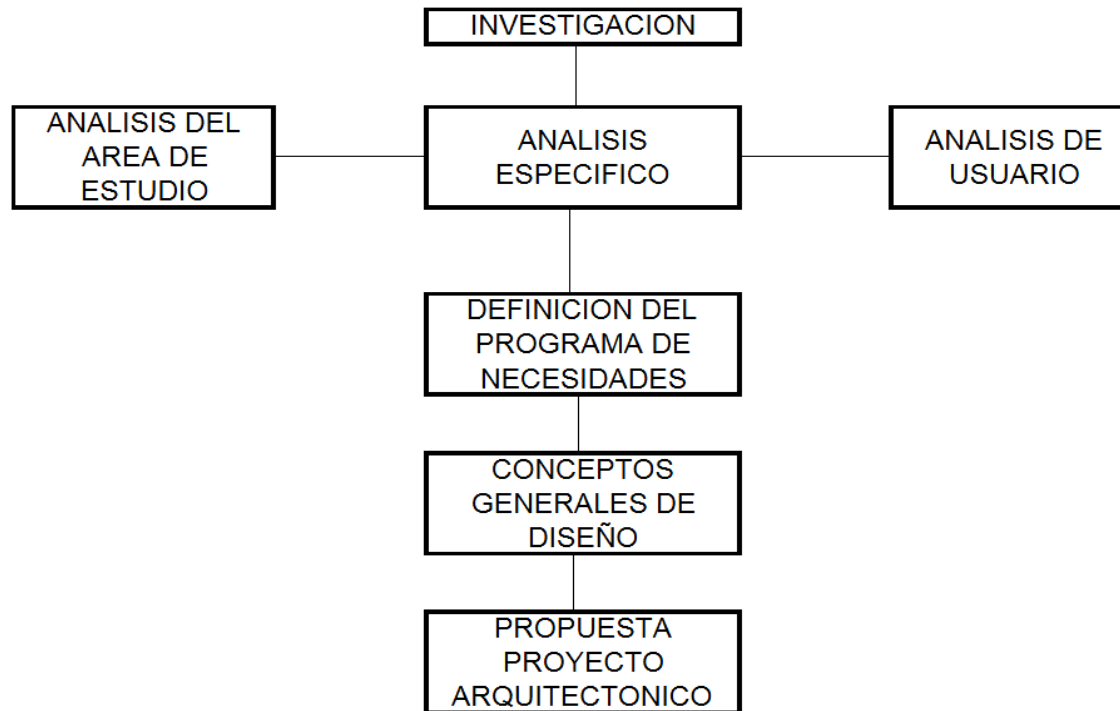 INVESTIGACION
ANALISIS DEL
AREA DE
ESTUDIO
ANALISIS
ESPECIFICO
ANALISIS DE
USUARIO
DEFINICION DEL
PROGRAMA DE
NECESIDADES
CONCEPTOS
GENERALES DE
DISEÑO
PROPUESTA
PROYECTO
ARQUITECTONICO